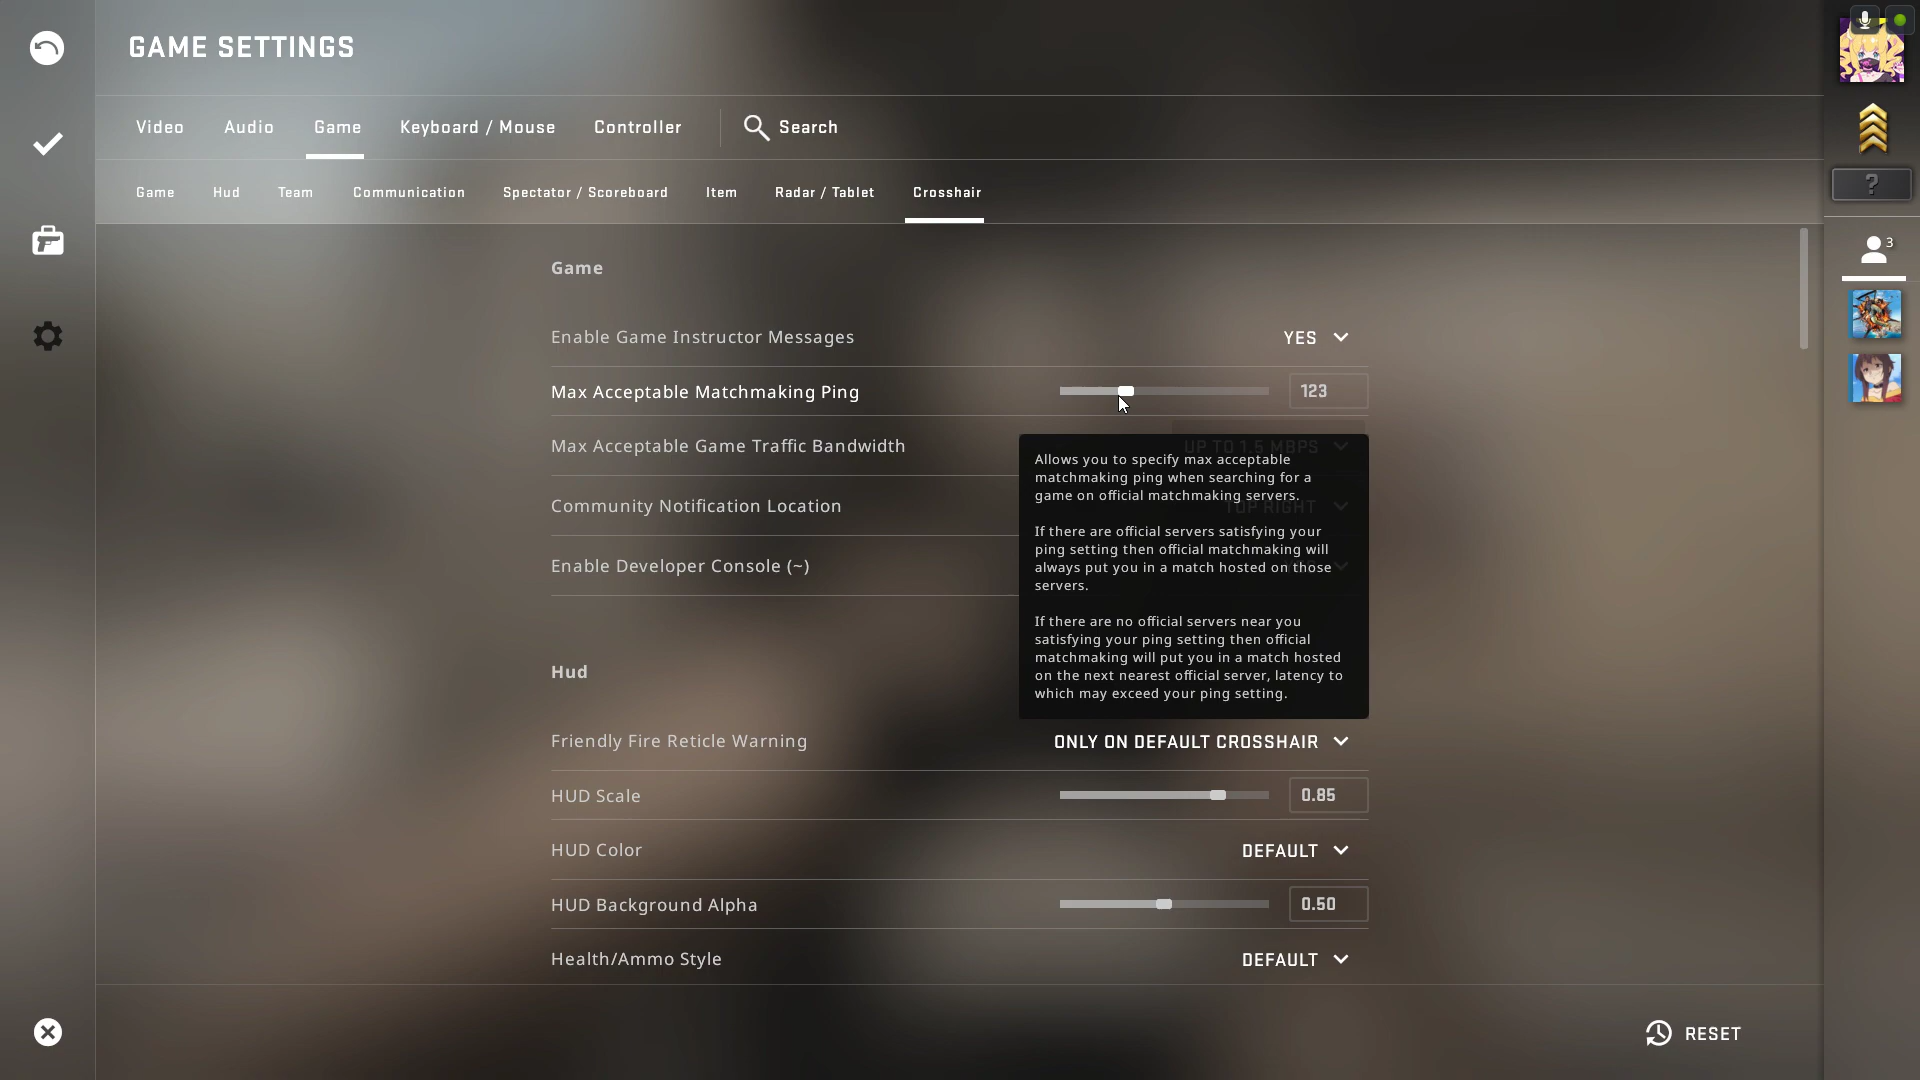 GAME SETTINGS
Video Audio Game Keyboard / Mouse Controller Search
Game Hud Team Communication Spectator / Scoreboard Item Radar / Tablet Crosshair
?
3
Game
Enable Game Instructor Messages YES
Max Acceptable Matchmaking Ping 123
Max Acceptable Game Traffic Bandwidth UP TO 1.5 MBPS
Allows you to specify max acceptable
matchmaking ping when searching for a
game on official matchmaking servers.
If there are official servers satisfying your
ping setting then official matchmaking will
always put you in a match hosted on those
servers.
If there are no official servers near you
satisfying your ping setting then official
matchmaking will put you in a match hosted
on the next nearest official server, latency to
which may exceed your ping setting.
Community Notification Location TOP RIGHT
Enable Developer Console (~)
Hud
Friendly Fire Reticle Warning ONLY ON DEFAULT CROSSHAIR
HUD Scale 0.85
HUD Color DEFAULT
HUD Background Alpha 0.50
Health/Ammo Style DEFAULT
RESET